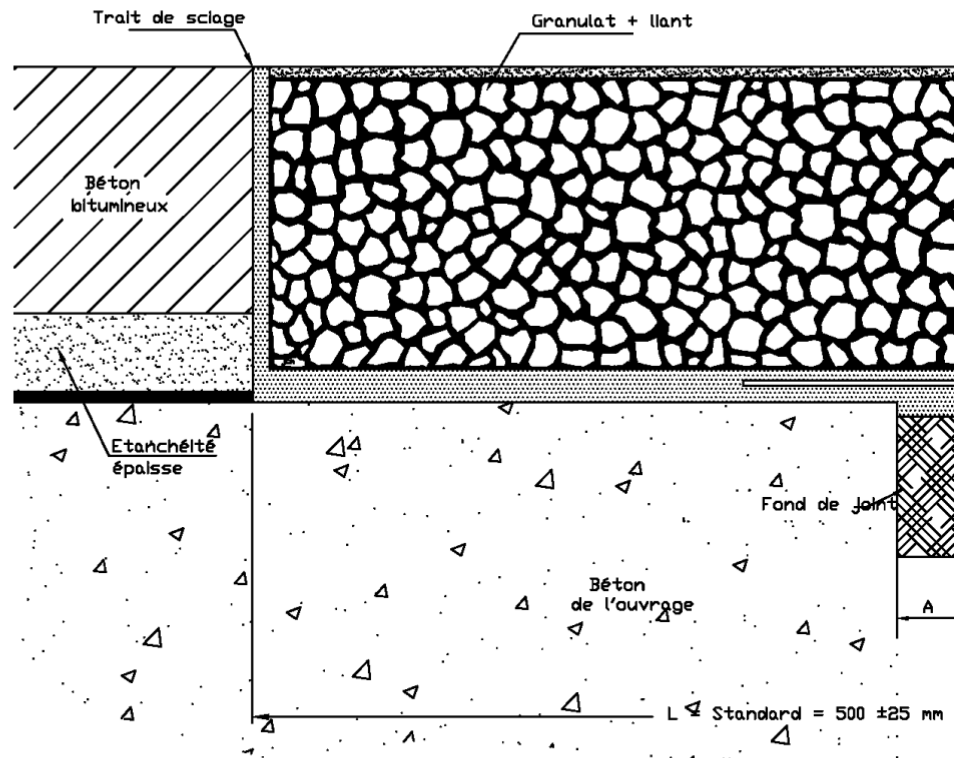 Trait de sciage
Granulat + liant
Béton
bitumineux
Etanchéité
épaisse
Fond de joint
Béton
de l'ouvrage
A
L = Standard = 500 ±25 mm